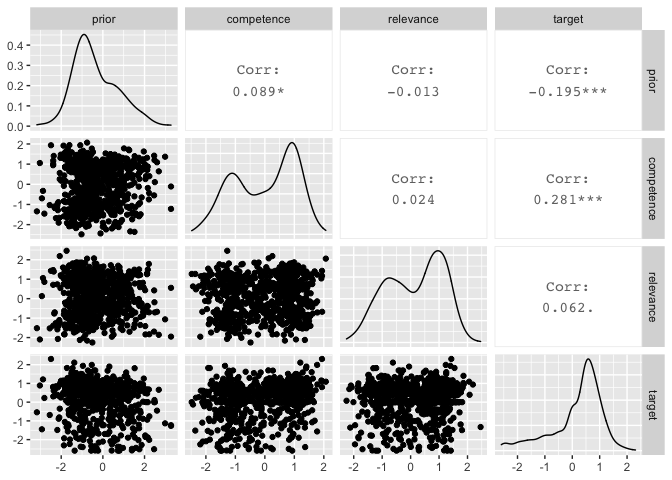 prior competence relevance target
0.4
0.3
0.2
0.1
0.0
Corr:
0.089*
Corr:
-0.013
Corr:
-0.195***
prior
2
1
0
-1
-2
Corr:
0.024
Corr:
0.281***
competence
2
1
0
-1
-2
Corr:
0.062.
relevance
2
1
0
-1
-2
target
-2 0 2 -2 -1 0 1 2 -2 -1 0 1 2 -2 -1 0 1 2